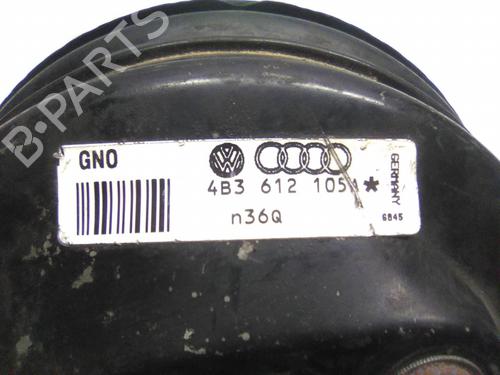 B-PARTS
GNO
4B3 612 105
n36Q
GERMANY
6845